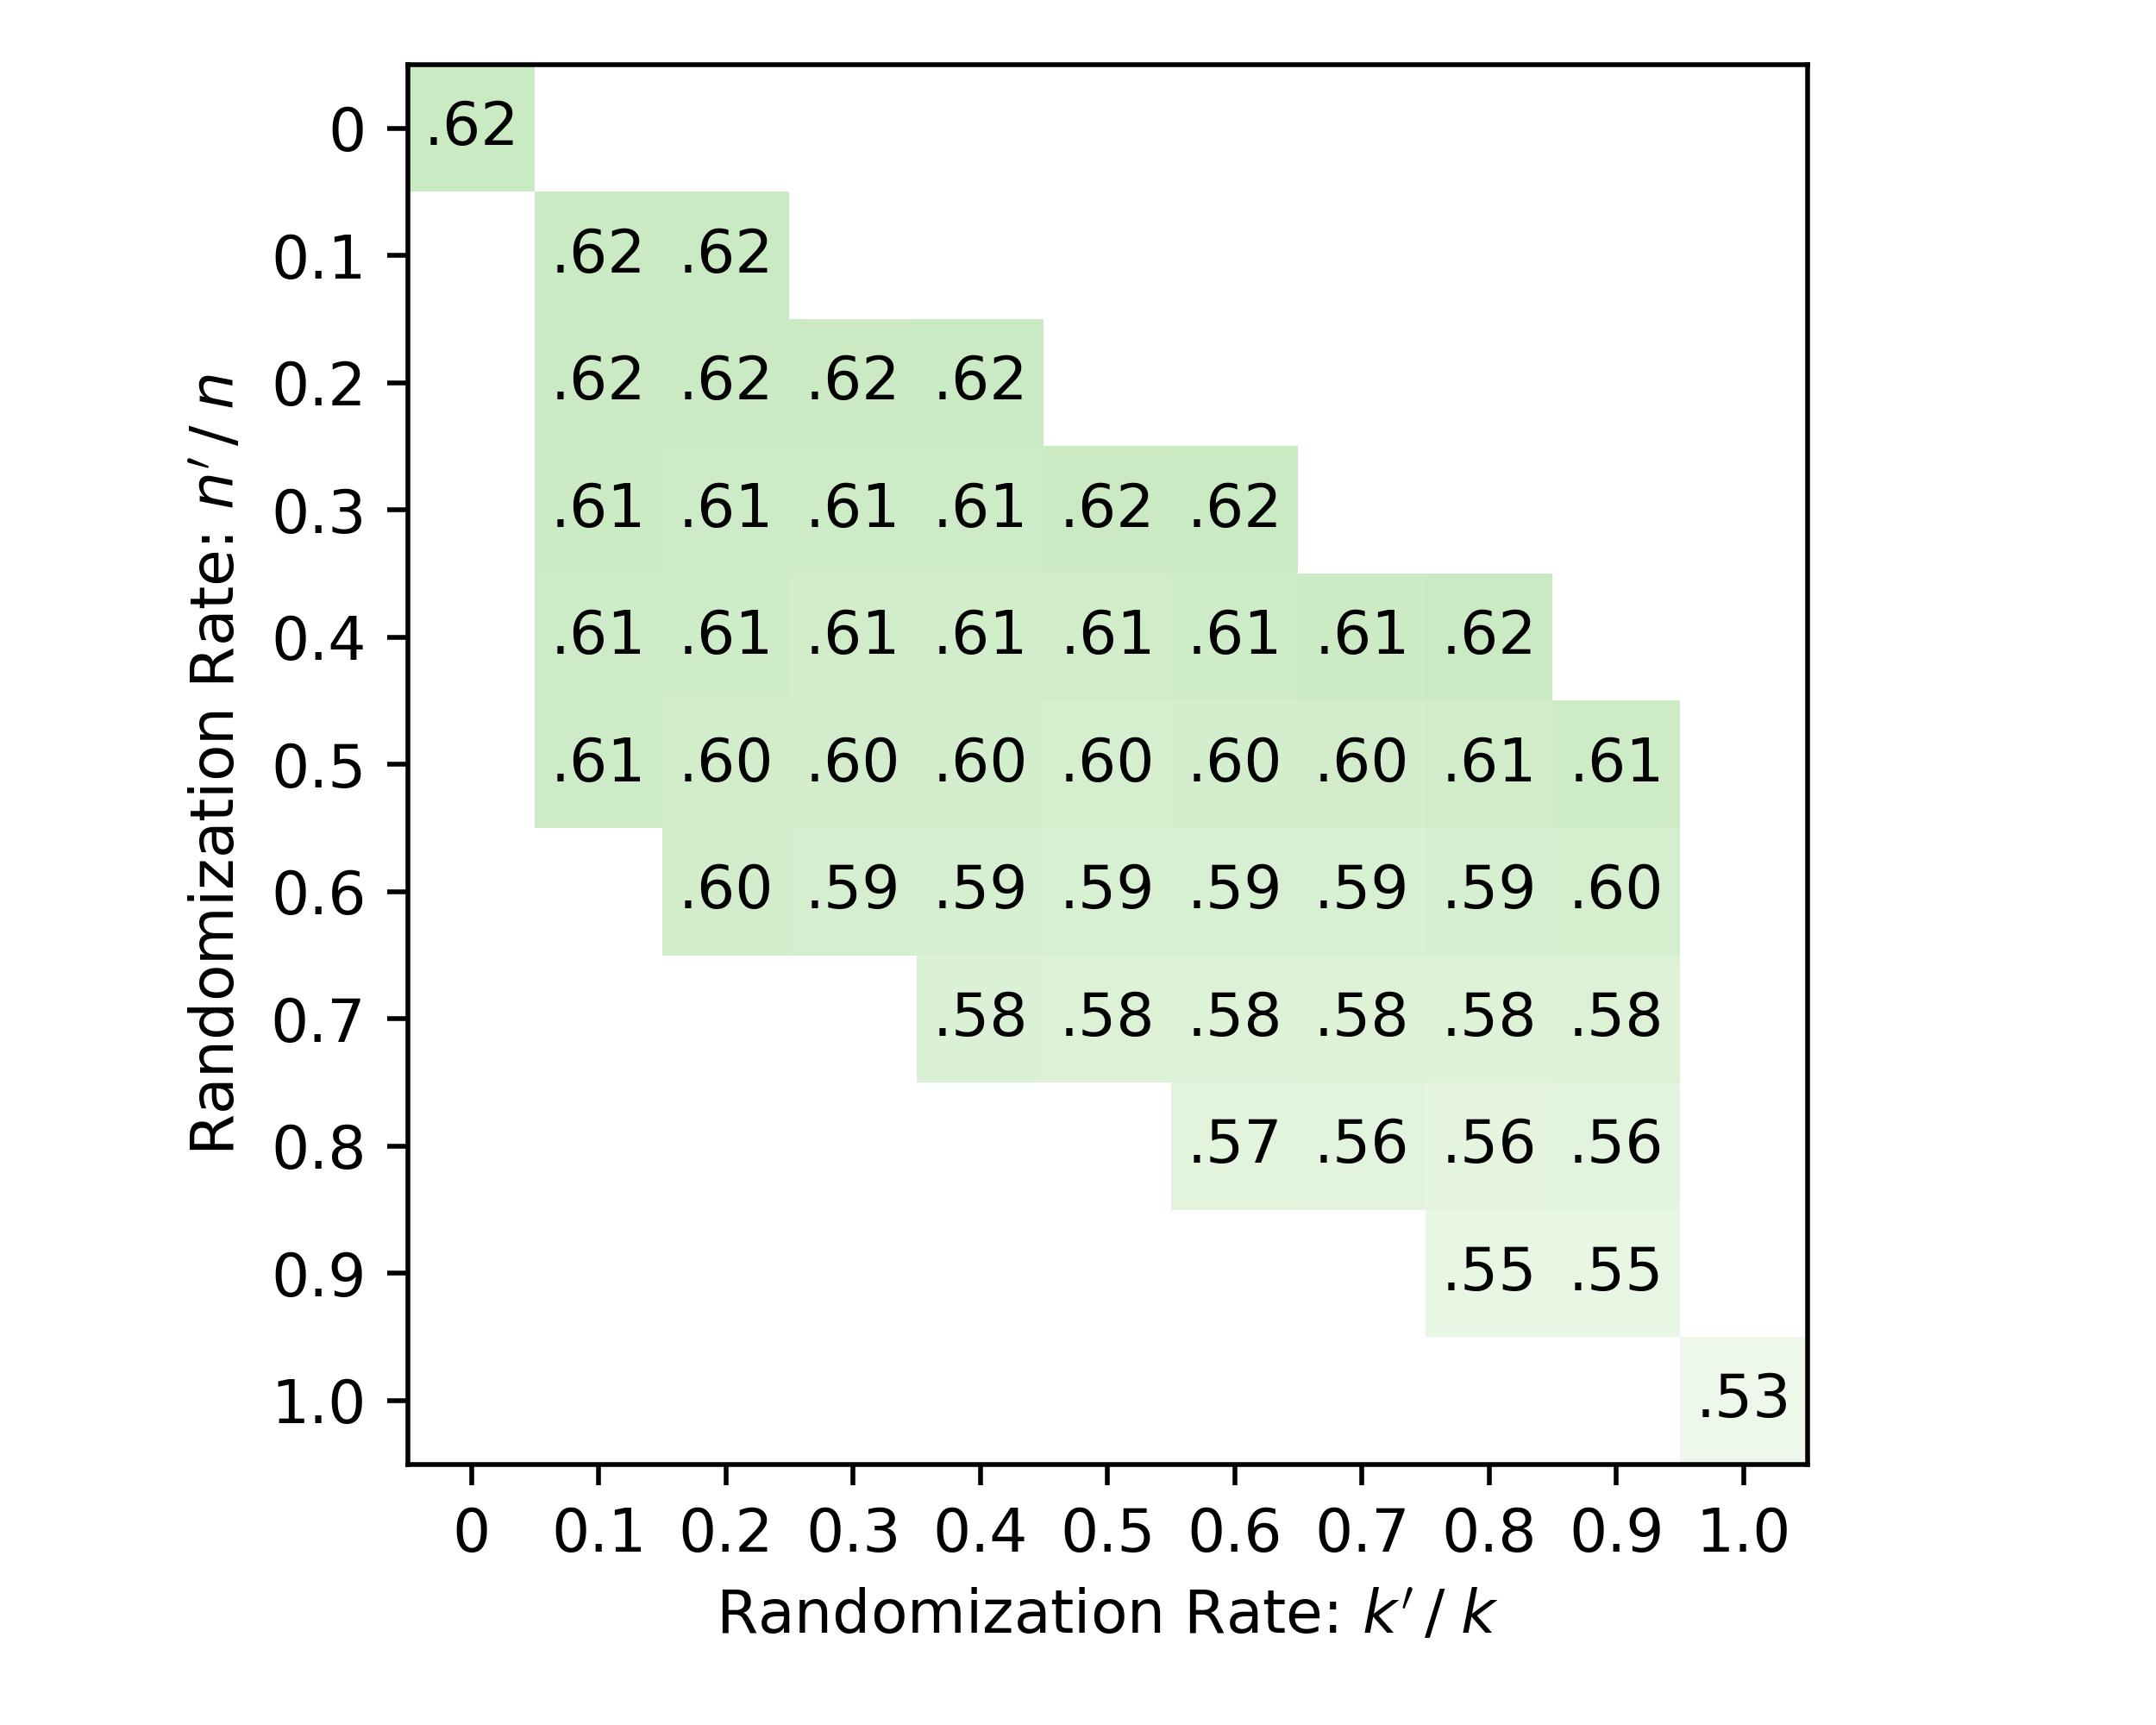 0 .62
0.1 .62 .62
0.2 .62 .62 .62 .62
0.3 .61 .61 .61 .61 .62 .62
0.4 .61 .61 .61 .61 .61 .61 .61 .62
0.5 .61 .60 .60 .60 .60 .60 .60 .61 .61
0.6 .60 .59 .59 .59 .59 .59 .59 .60
0.7 .58 .58 .58 .58 .58 .58
0.8 .57 .56 .56 .56
0.9 .55 .55
1.0 .53
0 0.1 0.2 0.3 0.4 0.5 0.6 0.7 0.8 0.9 1.0
Randomization Rate: k′/ k
Randomization Rate: n′/ n